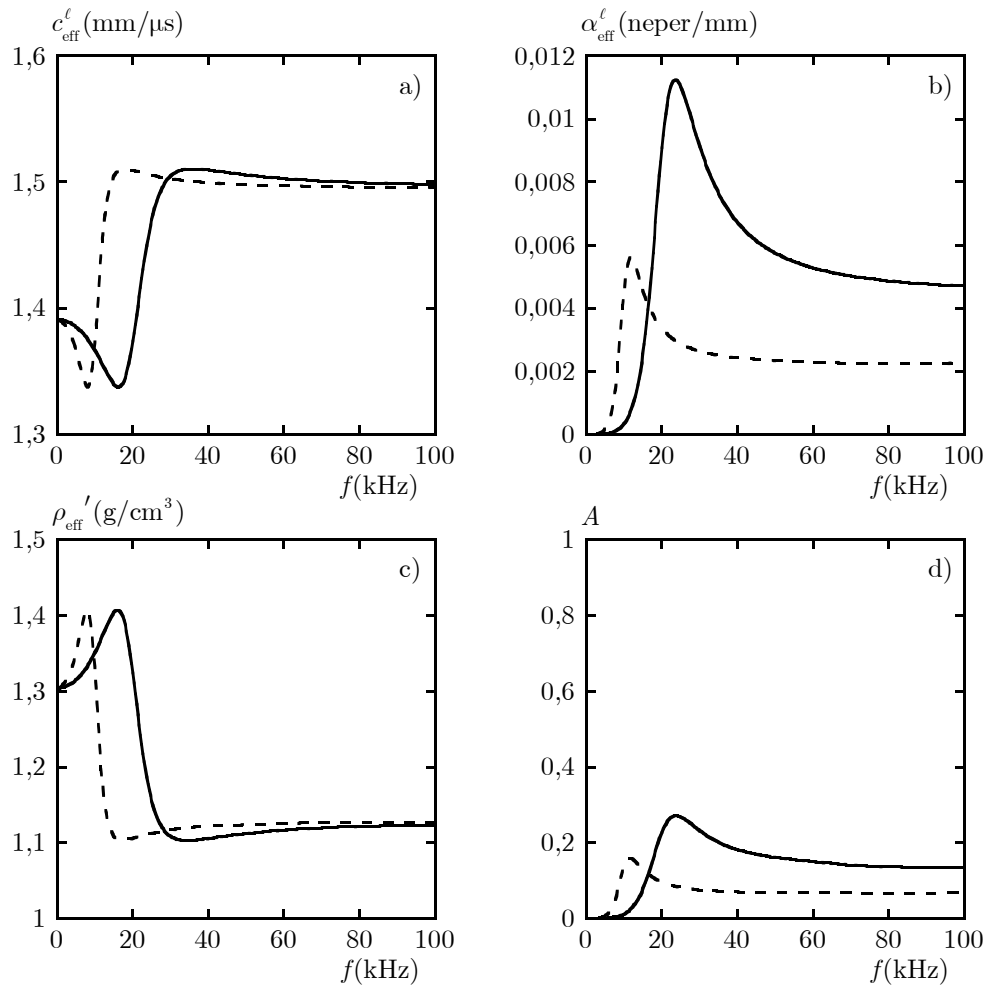 c_eff^ℓ(mm/μs)
1,6
a)
1,5
1,4
1,3
0 20 40 60 80 100
f(kHz)
α_eff^ℓ(neper/mm)
0,012
b)
0,01
0,008
0,006
0,004
0,002
0
0 20 40 60 80 100
f(kHz)
ρ_eff′(g/cm³)
1,5
c)
1,4
1,3
1,2
1,1
1
0 20 40 60 80 100
f(kHz)
A
1
d)
0,8
0,6
0,4
0,2
0
0 20 40 60 80 100
f(kHz)